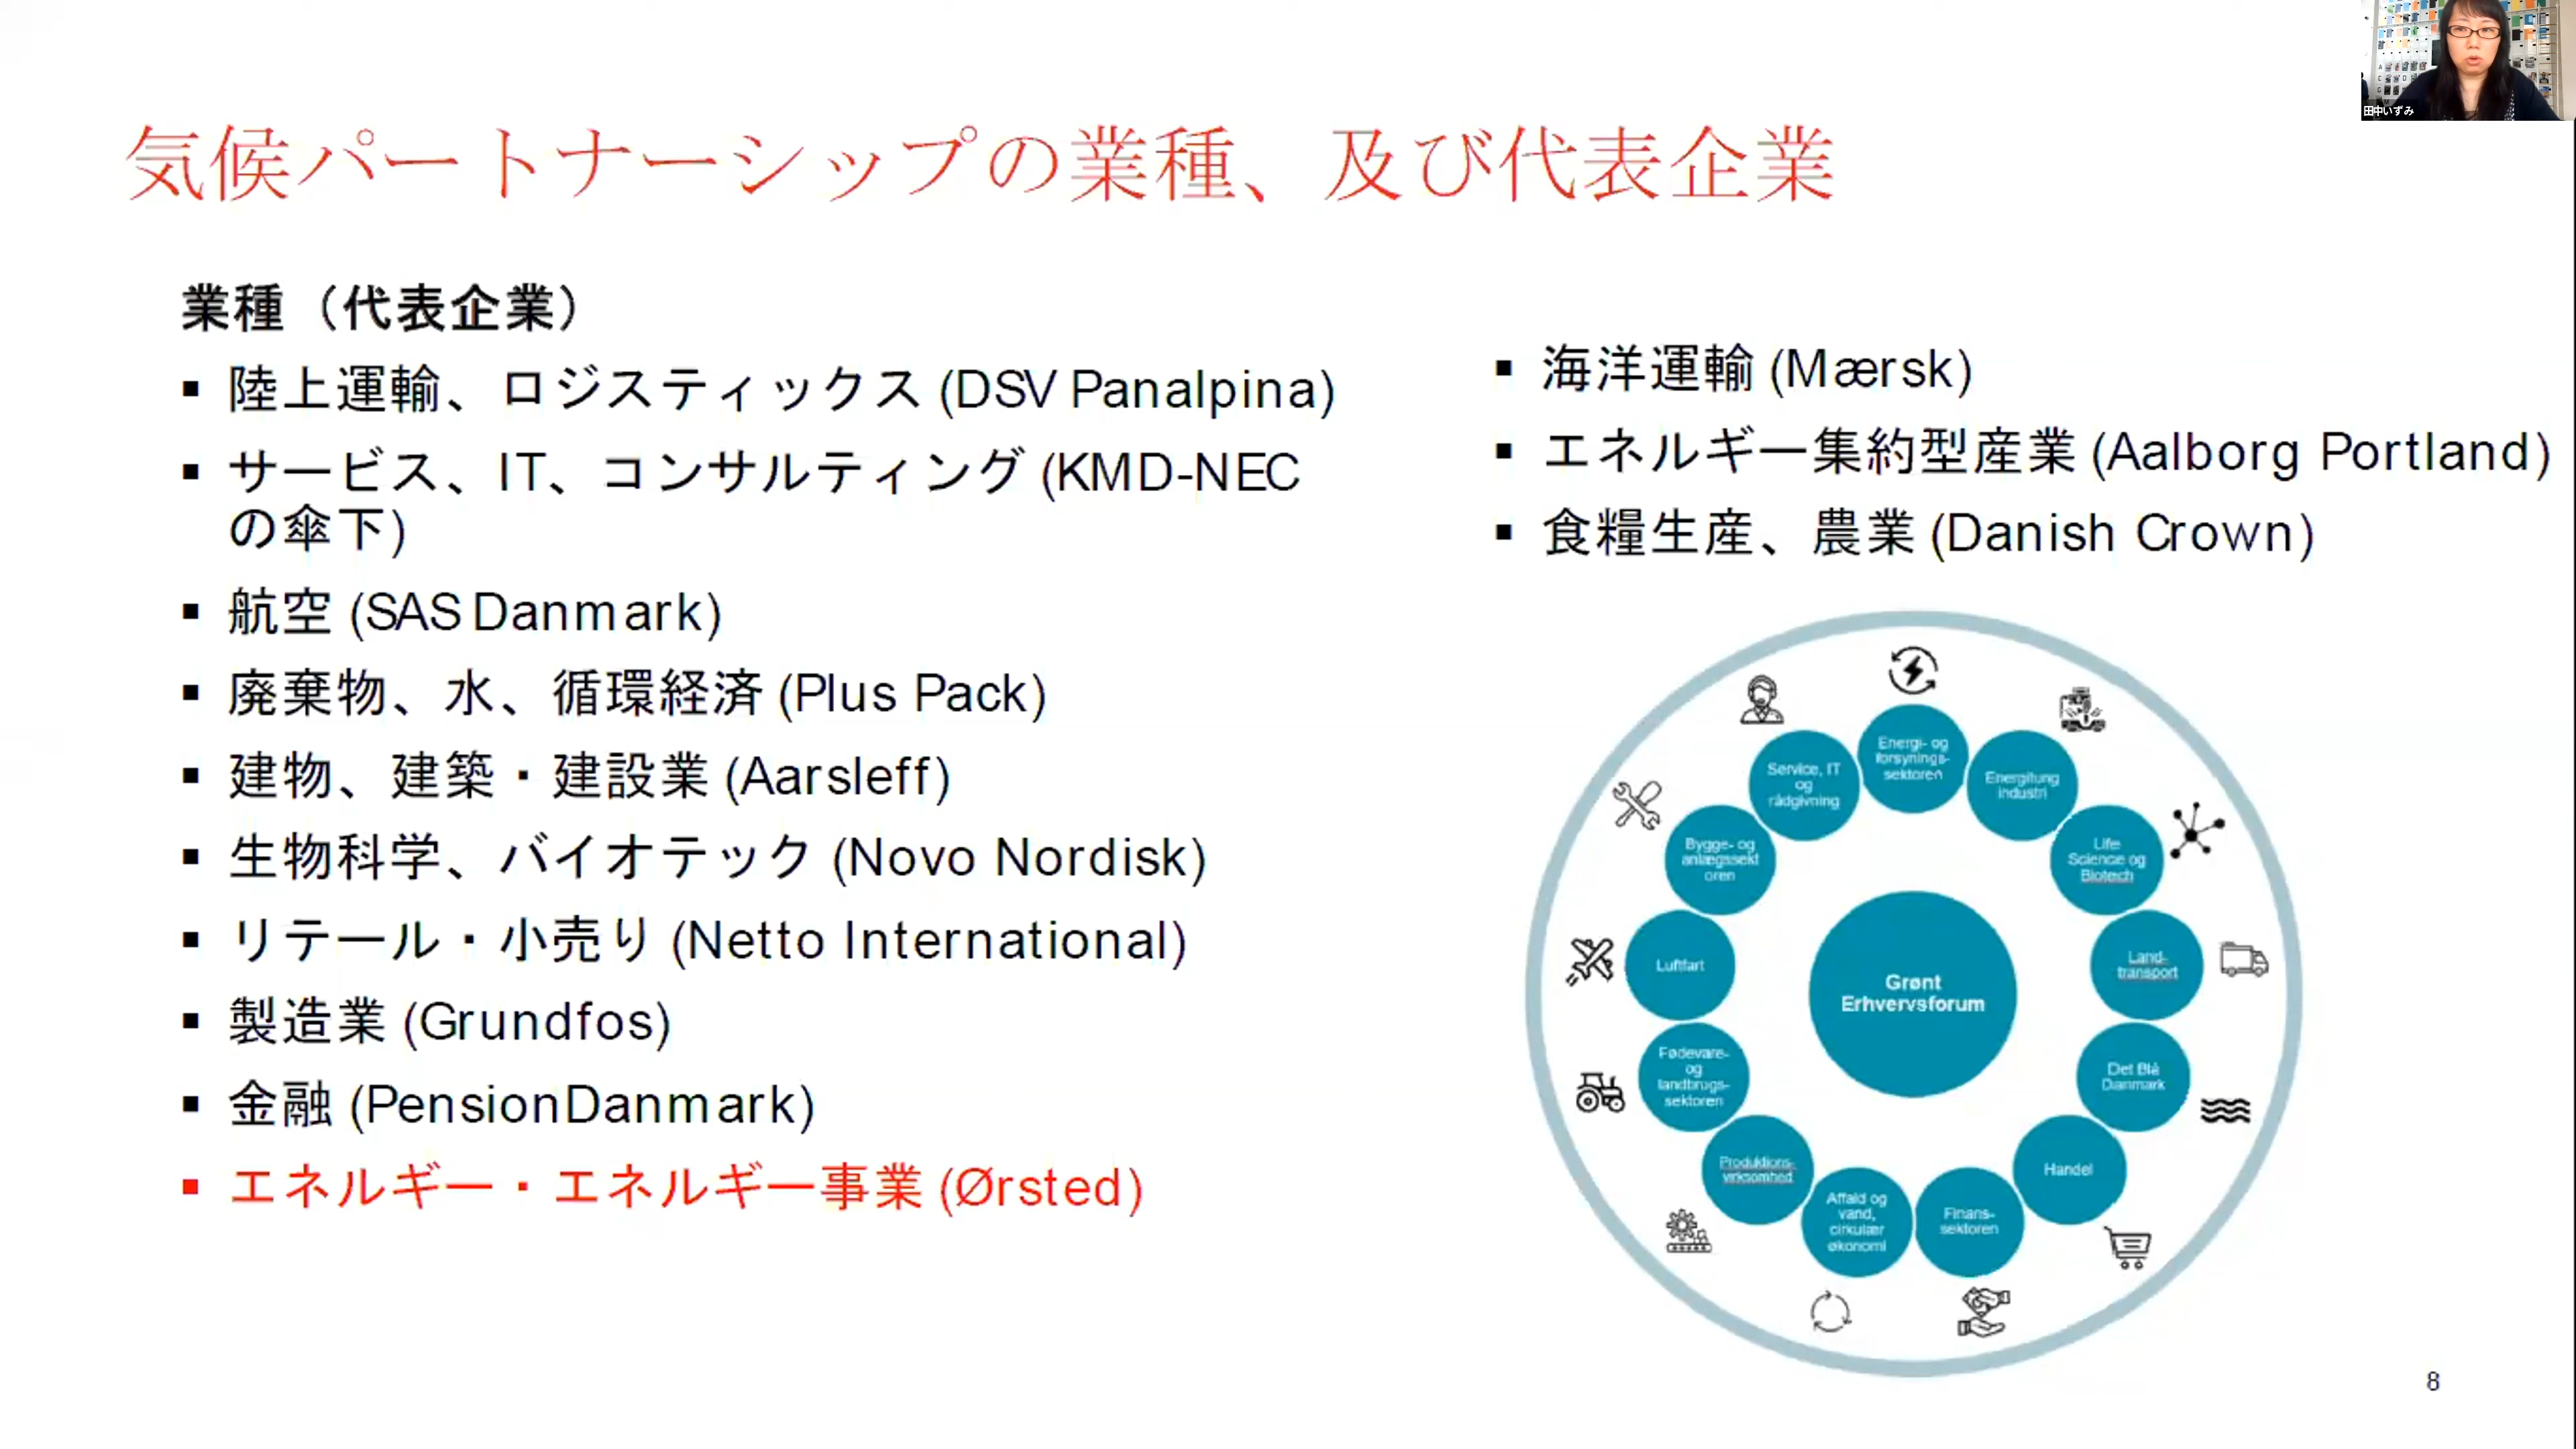 田中いずみ
気候パートナーシップの業種、及び代表企業
業種（代表企業）
▪ 陸上運輸、ロジスティックス (DSV Panalpina)
▪ サービス、IT、コンサルティング (KMD-NEC
の傘下)
▪ 航空 (SAS Danmark)
▪ 廃棄物、水、循環経済 (Plus Pack)
▪ 建物、建築・建設業 (Aarsleff)
▪ 生物科学、バイオテック (Novo Nordisk)
▪ リテール・小売り (Netto International)
▪ 製造業 (Grundfos)
▪ 金融 (PensionDanmark)
▪ エネルギー・エネルギー事業 (Ørsted)
▪ 海洋運輸 (Mærsk)
▪ エネルギー集約型産業 (Aalborg Portland)
▪ 食糧生産、農業 (Danish Crown)
Energi- og
forsynings-
sektoren
Energitung
industri
Life
Science og
Biotech
Land-
transport
Det Blå
Danmark
Handel
Finans-
sektoren
Affald og
vand,
cirkulær
økonomi
Produktions-
virksomhed
Fødevare-
og
landbrugs-
sektoren
Luftfart
Bygge- og
anlægssekt
oren
Service, IT
og
rådgivning
Grønt
Erhvervsforum
8